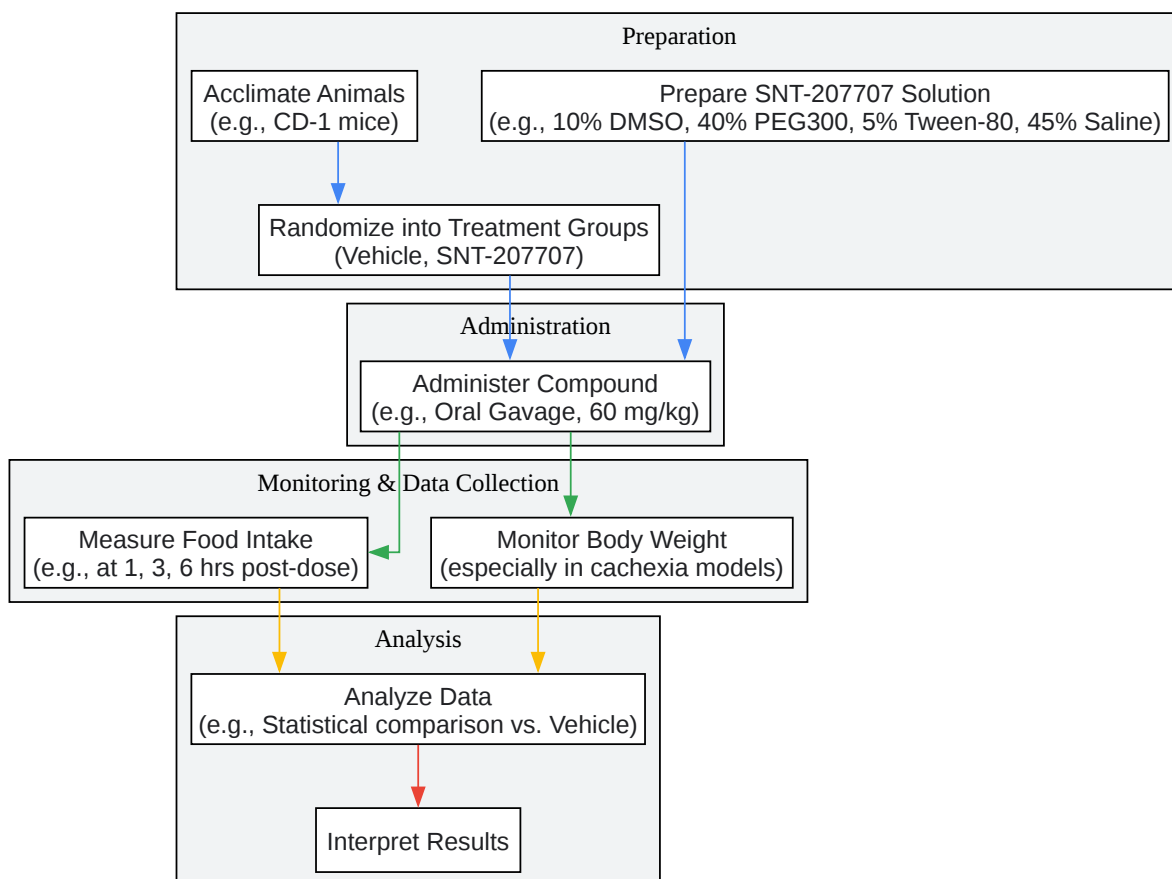 Preparation
Acclimate Animals
(e.g., CD-1 mice)
Prepare SNT-207707 Solution
(e.g., 10% DMSO, 40% PEG300, 5% Tween-80, 45% Saline)
Randomize into Treatment Groups
(Vehicle, SNT-207707)
Administration
Administer Compound
(e.g., Oral Gavage, 60 mg/kg)
Monitoring & Data Collection
Measure Food Intake
(e.g., at 1, 3, 6 hrs post-dose)
Monitor Body Weight
(especially in cachexia models)
Analysis
Analyze Data
(e.g., Statistical comparison vs. Vehicle)
Interpret Results